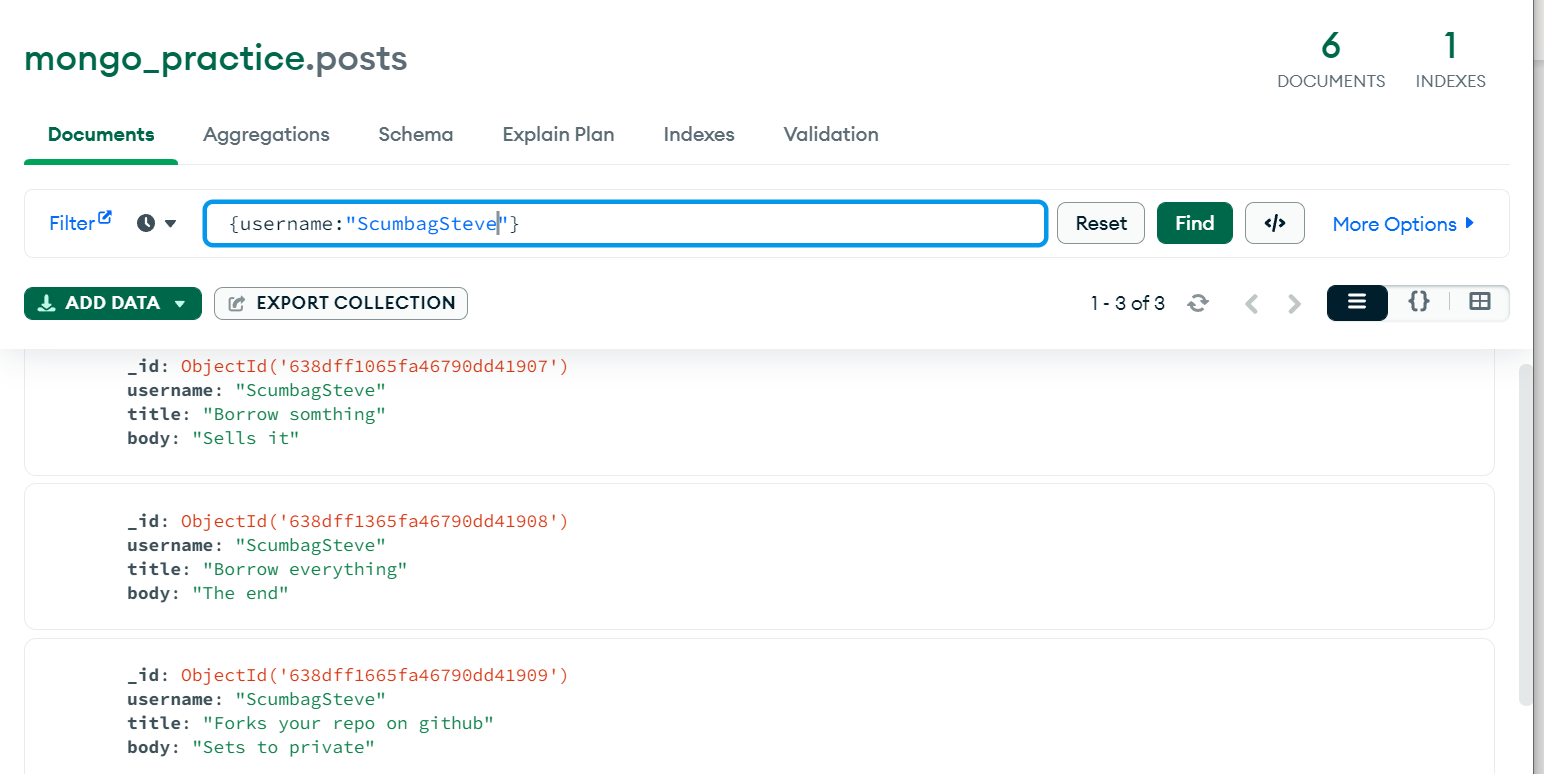 mongo_practice.posts
6
DOCUMENTS
1
INDEXES
Documents Aggregations Schema Explain Plan Indexes Validation
Filter {username:"ScumbagSteve"} Reset Find </> More Options
ADD DATA EXPORT COLLECTION 1 - 3 of 3 {}
_id: ObjectId('638dff1065fa46790dd41907')
username: "ScumbagSteve"
title: "Borrow somthing"
body: "Sells it"
_id: ObjectId('638dff1365fa46790dd41908')
username: "ScumbagSteve"
title: "Borrow everything"
body: "The end"
_id: ObjectId('638dff1665fa46790dd41909')
username: "ScumbagSteve"
title: "Forks your repo on github"
body: "Sets to private"